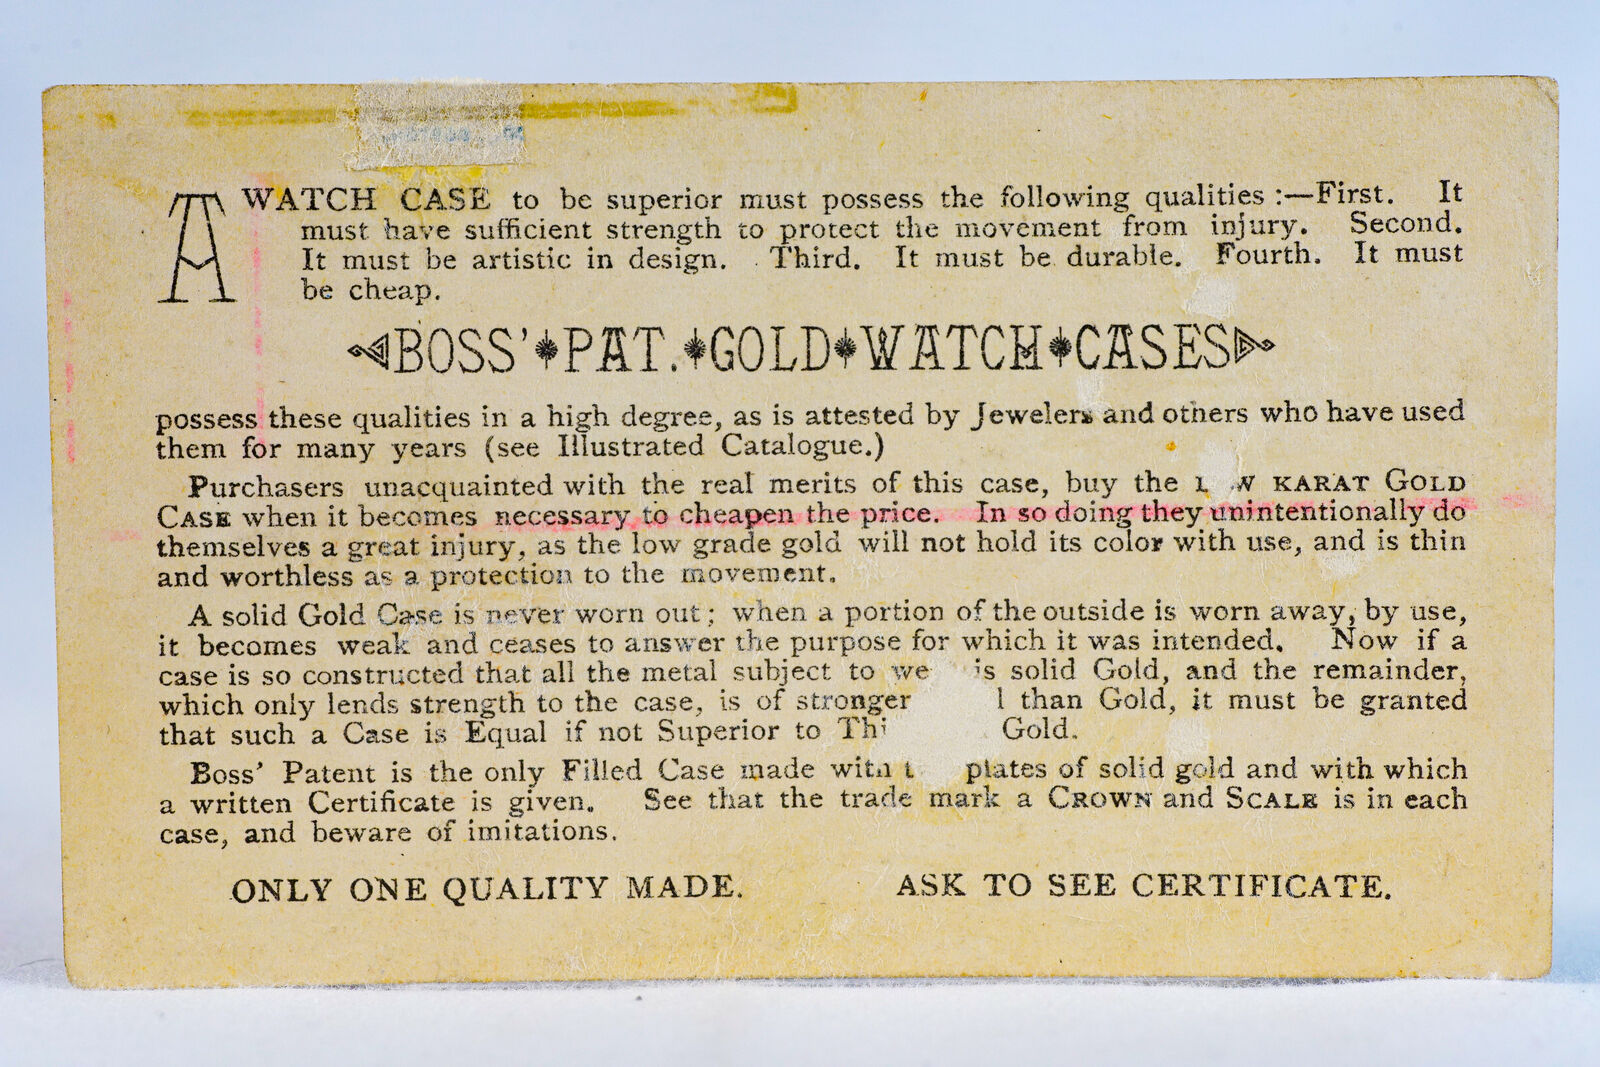 A WATCH CASE to be superior must possess the following qualities :—First. It
must have sufficient strength to protect the movement from injury. Second.
It must be artistic in design. Third. It must be durable. Fourth. It must
be cheap.
BOSS' PAT. GOLD WATCH CASES
possess these qualities in a high degree, as is attested by Jewelers and others who have used
them for many years (see Illustrated Catalogue.)
Purchasers unacquainted with the real merits of this case, buy the KARAT GOLD
CASE when it becomes necessary to cheapen the price. In so doing they unintentionally do
themselves a great injury, as the low grade gold will not hold its color with use, and is thin
and worthless as a protection to the movement.
A solid Gold Case is never worn out; when a portion of the outside is worn away, by use,
it becomes weak and ceases to answer the purpose for which it was intended. Now if a
case is so constructed that all the metal subject to is solid Gold, and the remainder,
which only lends strength to the case, is of stronger than Gold, it must be granted
that such a Case is Equal if not Superior to Gold.
Boss' Patent is the only Filled Case made with plates of solid gold and with which
a written Certificate is given. See that the trade mark a CROWN and SCALE is in each
case, and beware of imitations.
ONLY ONE QUALITY MADE. ASK TO SEE CERTIFICATE.